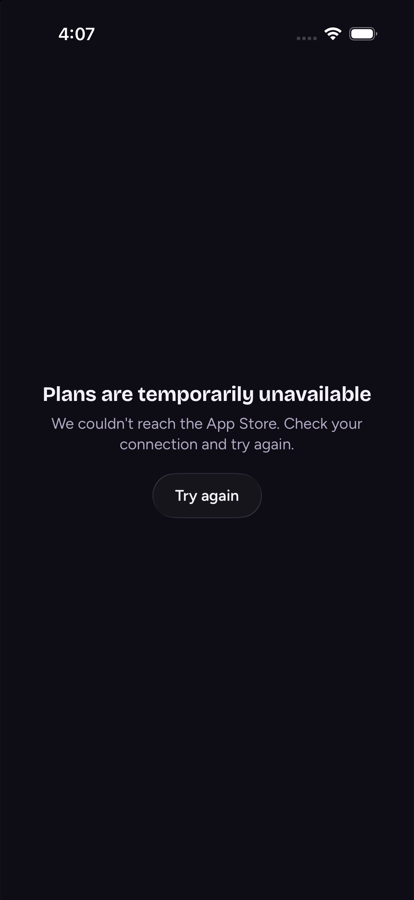 4:07
Plans are temporarily unavailable
We couldn't reach the App Store. Check your
connection and try again.
Try again